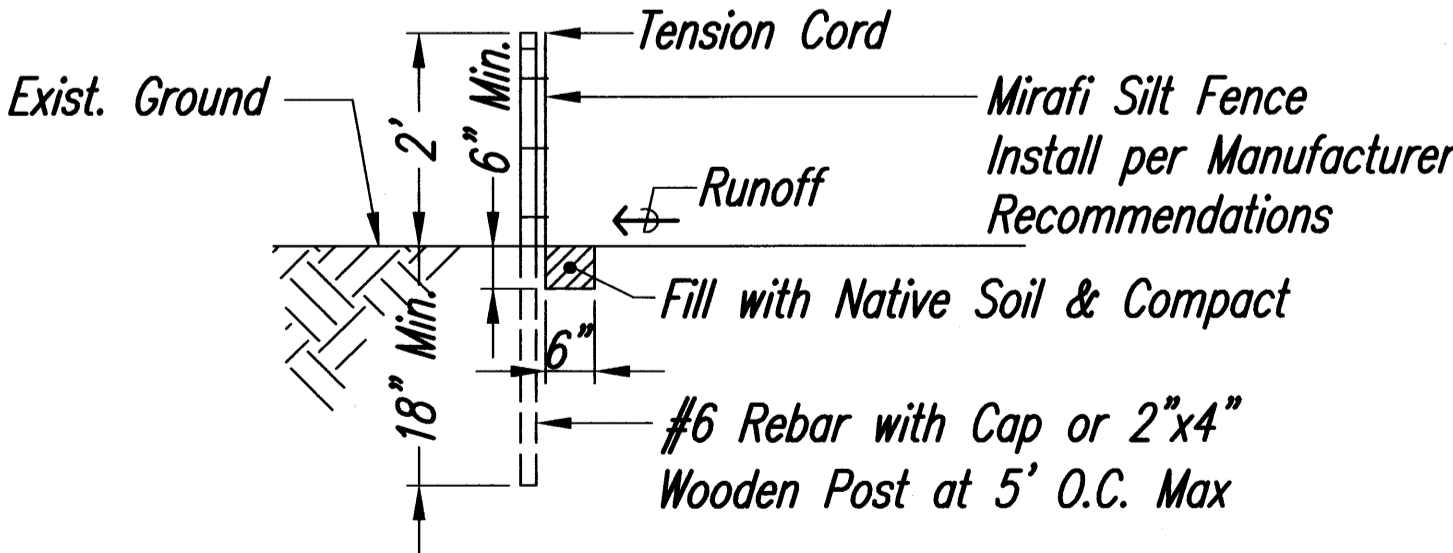 Tension Cord
Exist. Ground
2'
6" Min.
Mirafi Silt Fence
Install per Manufacturer
Recommendations
Runoff
Fill with Native Soil & Compact
18" Min.
6"
#6 Rebar with Cap or 2"x4"
Wooden Post at 5' O.C. Max